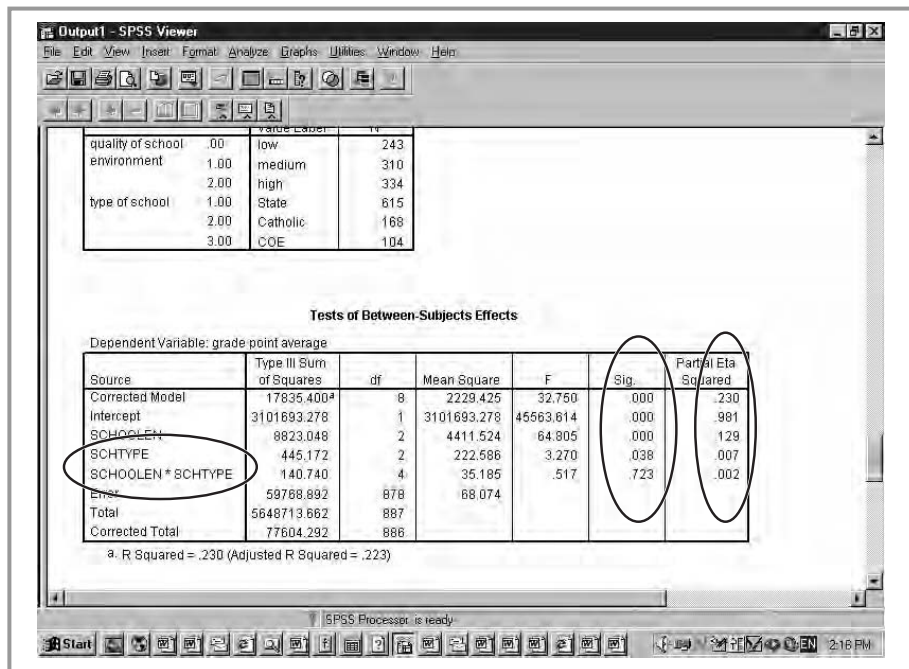 Output1 - SPSS Viewer
File Edit View Insert Format Analyze Graphs Utilities Window Help
Value Label N
quality of school environment .00 low 243
1.00 medium 310
2.00 high 334
type of school 1.00 State 615
2.00 Catholic 168
3.00 COE 104
Tests of Between-Subjects Effects
Dependent Variable: grade point average
Source Type III Sum of Squares df Mean Square F Sig. Partial Eta Squared
Corrected Model 17835.400a 8 2229.425 32.750 .000 .230
Intercept 3101693.278 1 3101693.278 45563.614 .000 .981
SCHOOLEN 8823.048 2 4411.524 64.805 .000 .129
SCHTYPE 445.172 2 222.586 3.270 .038 .007
SCHOOLEN * SCHTYPE 140.740 4 35.185 .517 .723 .002
Error 59768.892 878 68.074
Total 5648713.662 887
Corrected Total 77604.292 886
a. R Squared = .230 (Adjusted R Squared = .223)
SPSS Processor is ready
Start EN 2:16 PM